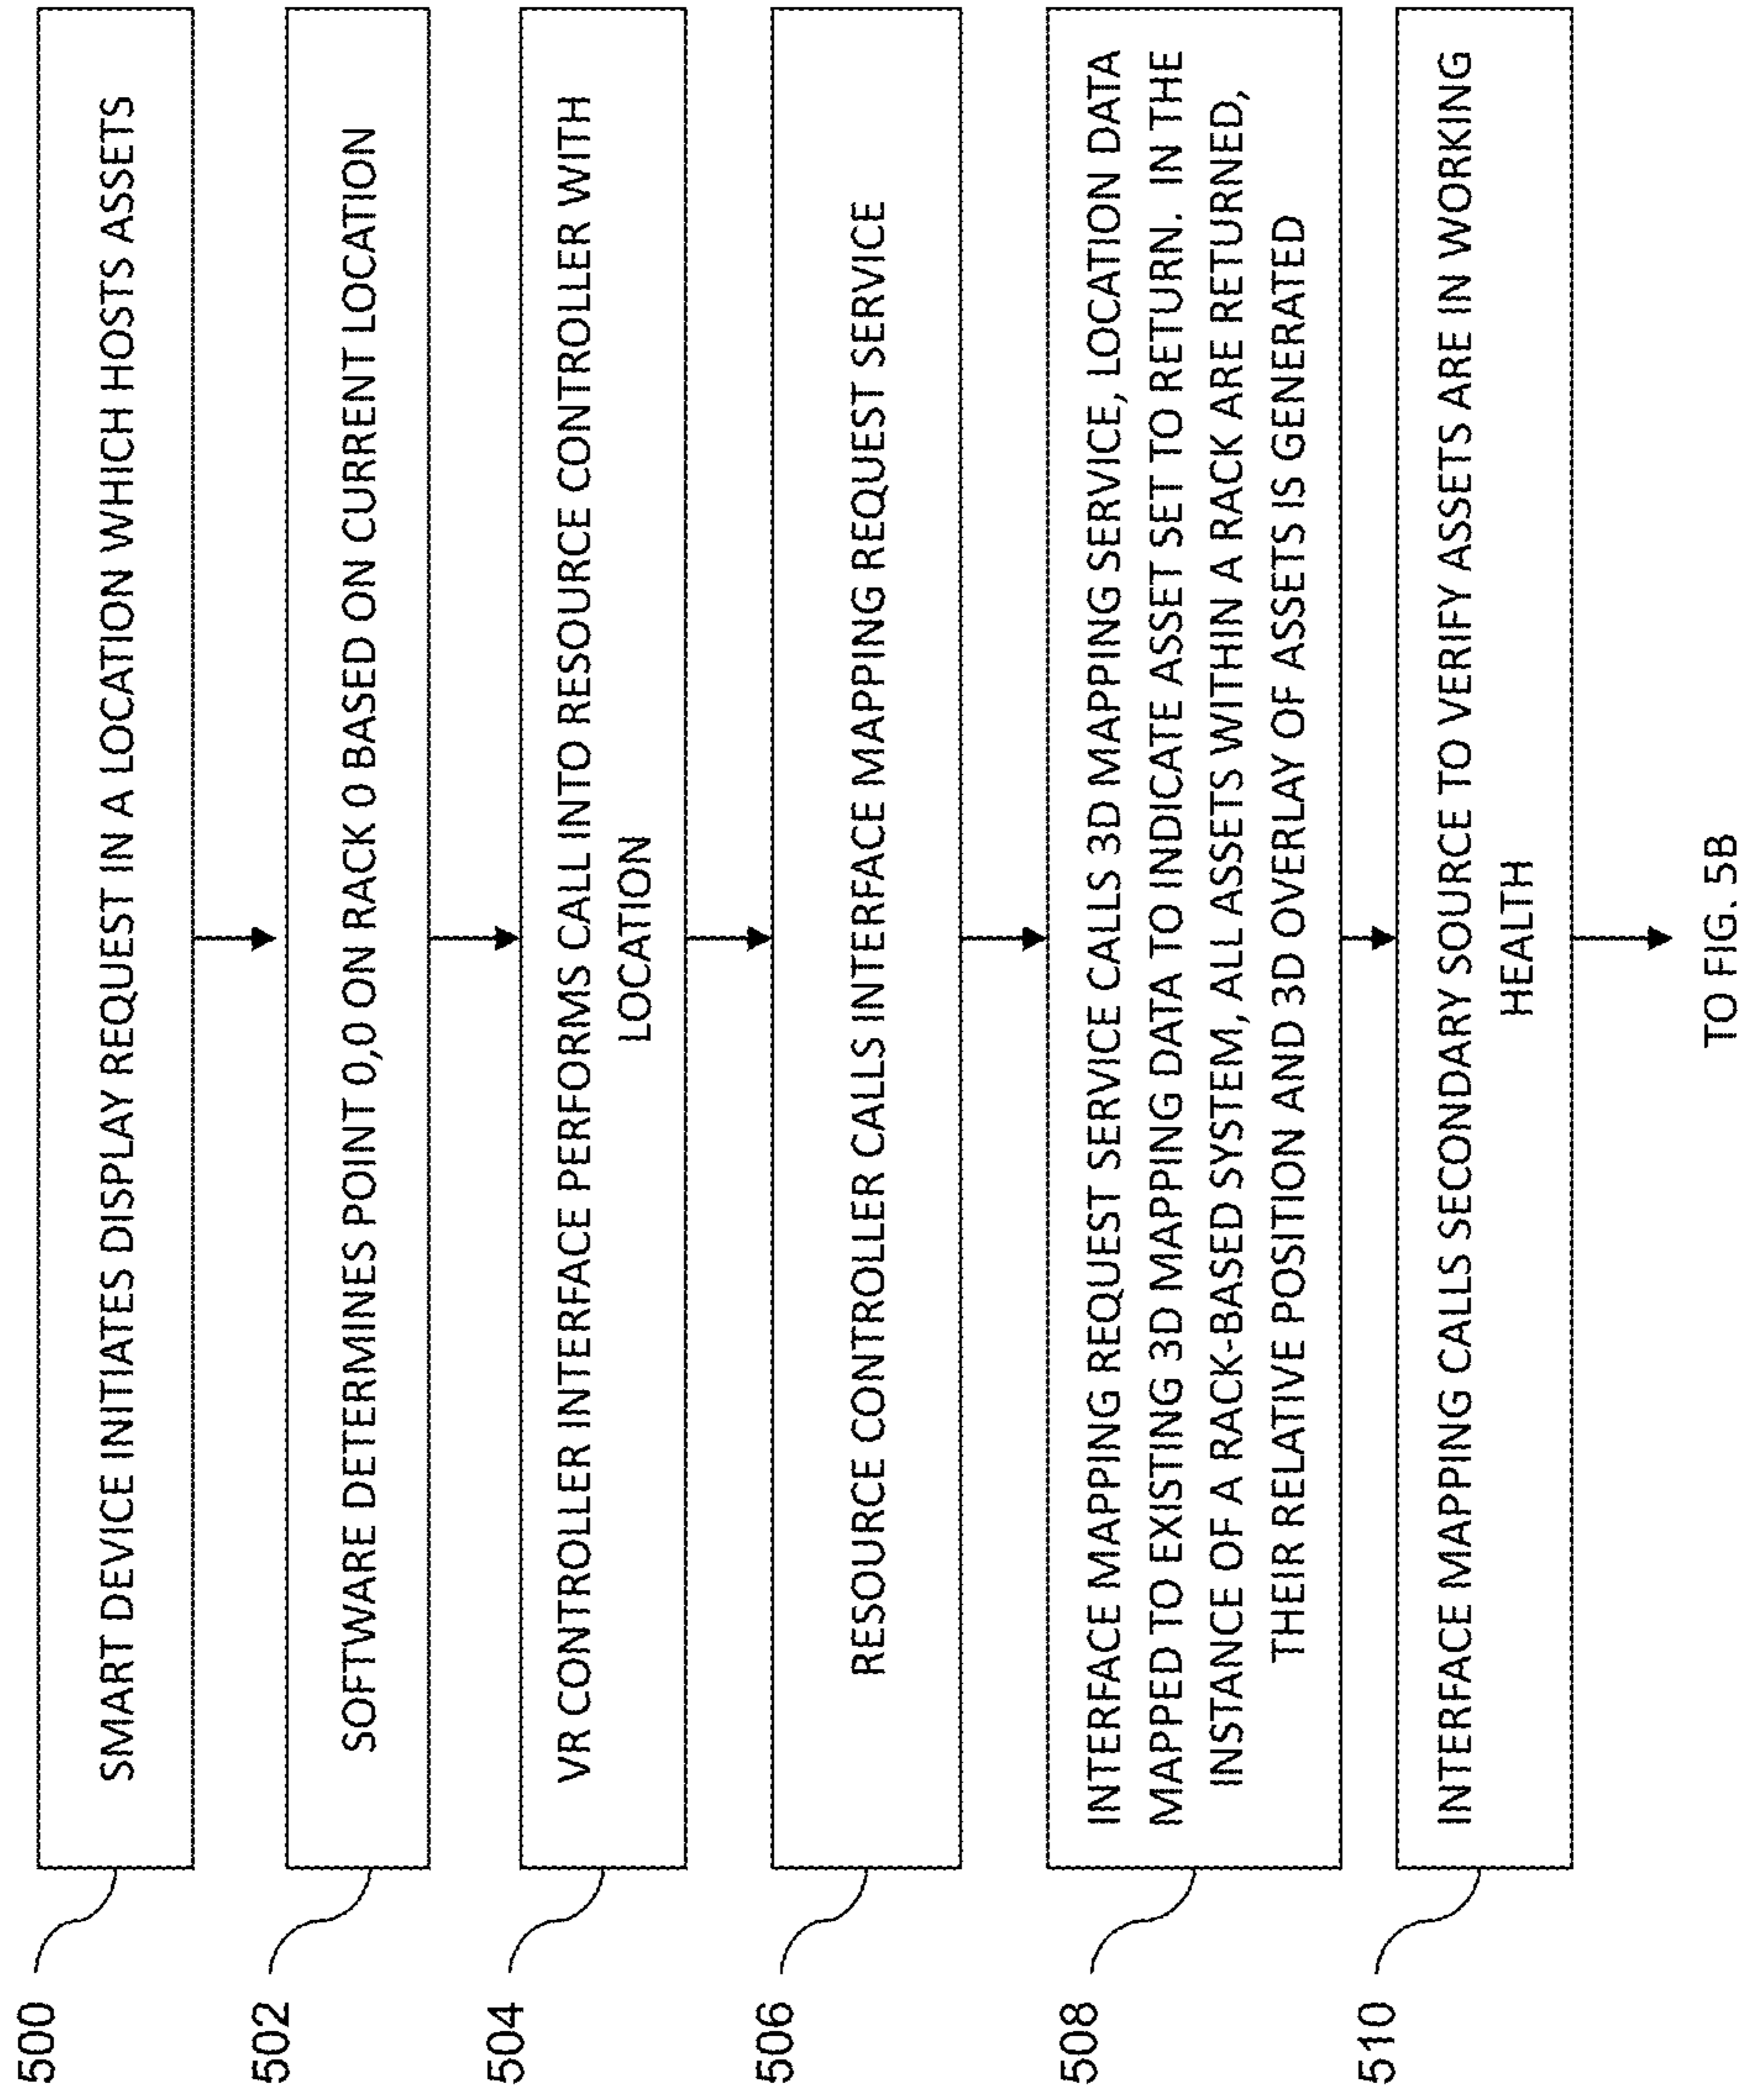 500
SMART DEVICE INITIATES DISPLAY REQUEST IN A LOCATION WHICH HOSTS ASSETS
502
SOFTWARE DETERMINES POINT 0,0 ON RACK 0 BASED ON CURRENT LOCATION
504
VR CONTROLLER INTERFACE PERFORMS CALL INTO RESOURCE CONTROLLER WITH
LOCATION
506
RESOURCE CONTROLLER CALLS INTERFACE MAPPING REQUEST SERVICE
508
INTERFACE MAPPING REQUEST SERVICE CALLS 3D MAPPING SERVICE, LOCATION DATA
MAPPED TO EXISTING 3D MAPPING DATA TO INDICATE ASSET SET TO RETURN. IN THE
INSTANCE OF A RACK-BASED SYSTEM, ALL ASSETS WITHIN A RACK ARE RETURNED,
THEIR RELATIVE POSITION AND 3D OVERLAY OF ASSETS IS GENERATED
510
INTERFACE MAPPING CALLS SECONDARY SOURCE TO VERIFY ASSETS ARE IN WORKING
HEALTH
TO FIG. 5B